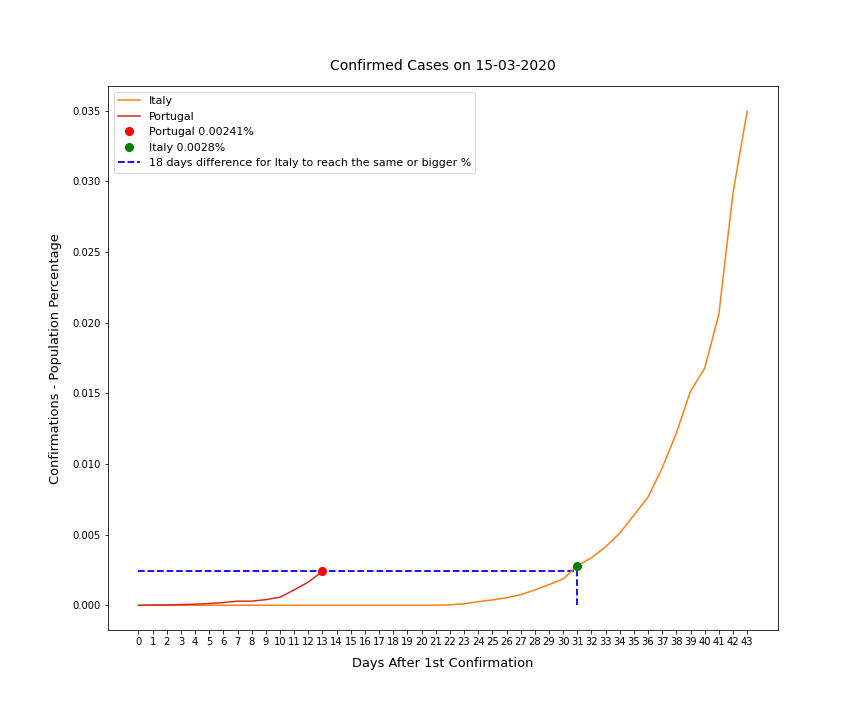 Confirmed Cases on 15-03-2020
Italy
Portugal
Portugal 0.00241%
Italy 0.0028%
18 days difference for Italy to reach the same or bigger %
0.035
0.030
0.025
0.020
0.015
0.010
0.005
0.000
Confirmations - Population Percentage
0 1 2 3 4 5 6 7 8 9 10 11 12 13 14 15 16 17 18 19 20 21 22 23 24 25 26 27 28 29 30 31 32 33 34 35 36 37 38 39 40 41 42 43
Days After 1st Confirmation